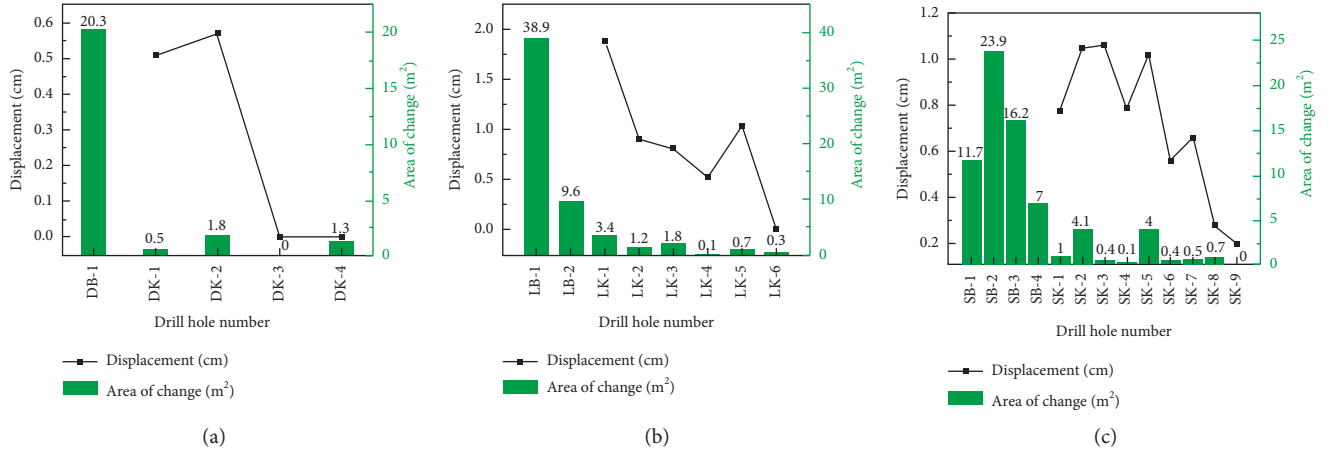 20.3
0.6
0.5
0.4
0.3
0.2
0.1
0.0
Displacement (cm)
20
15
10
5
0
Area of change (m²)
0.5
1.8
0
1.3
DB-1
DK-1
DK-2
DK-3
DK-4
Drill hole number
Displacement (cm)
Area of change (m²)
(a)
38.9
2.0
1.5
1.0
0.5
0.0
Displacement (cm)
40
30
20
10
0
Area of change (m²)
9.6
3.4
1.2
1.8
0.1
0.7
0.3
LB-1
LB-2
LK-1
LK-2
LK-3
LK-4
LK-5
LK-6
Drill hole number
Displacement (cm)
Area of change (m²)
(b)
1.2
1.0
0.8
0.6
0.4
0.2
Displacement (cm)
25
20
15
10
5
0
Area of change (m²)
11.7
23.9
16.2
7
1
4.1
0.4
0.1
4
0.4
0.5
0.7
0
SB-1
SB-2
SB-3
SB-4
SK-1
SK-2
SK-3
SK-4
SK-5
SK-6
SK-7
SK-8
SK-9
Drill hole number
Displacement (cm)
Area of change (m²)
(c)